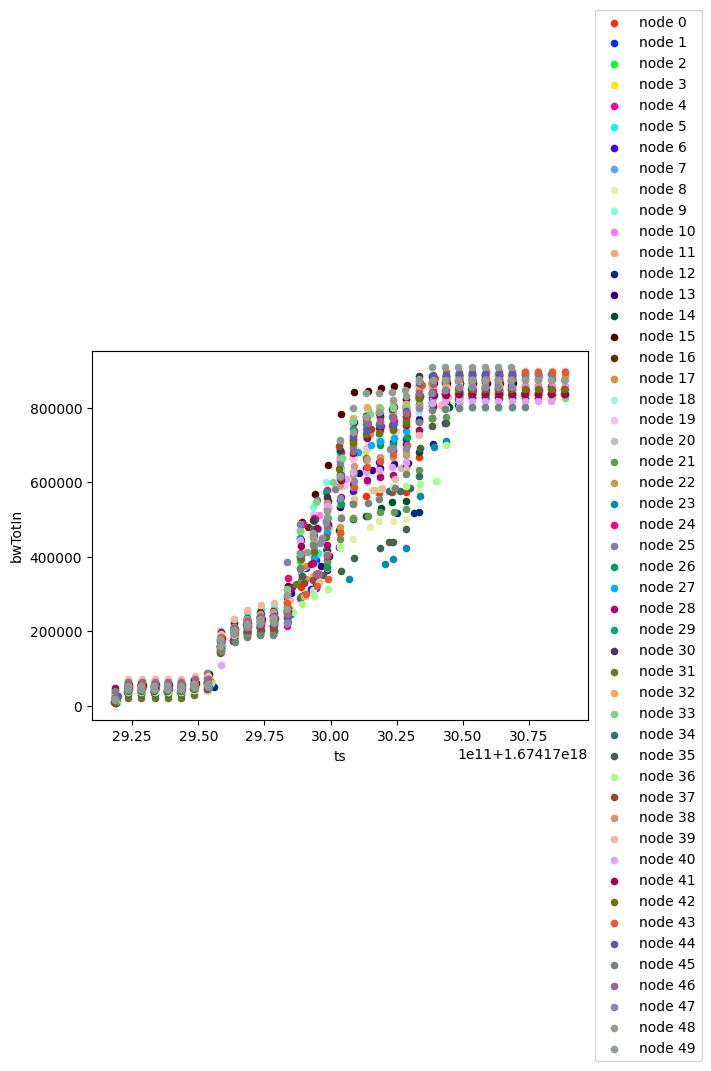 bwTotIn
800000
600000
400000
200000
0
29.25 29.50 29.75 30.00 30.25 30.50 30.75
ts
1e11+1.67417e18
node 0
node 1
node 2
node 3
node 4
node 5
node 6
node 7
node 8
node 9
node 10
node 11
node 12
node 13
node 14
node 15
node 16
node 17
node 18
node 19
node 20
node 21
node 22
node 23
node 24
node 25
node 26
node 27
node 28
node 29
node 30
node 31
node 32
node 33
node 34
node 35
node 36
node 37
node 38
node 39
node 40
node 41
node 42
node 43
node 44
node 45
node 46
node 47
node 48
node 49